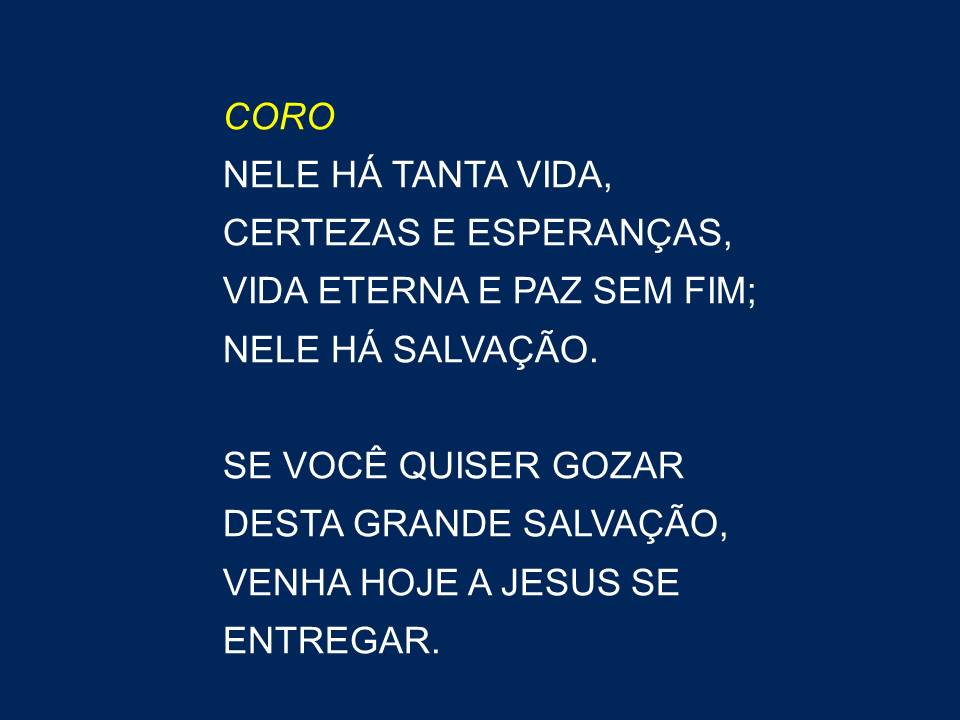 CORO
NELE HÁ TANTA VIDA,
CERTEZAS E ESPERANÇAS,
VIDA ETERNA E PAZ SEM FIM;
NELE HÁ SALVAÇÃO.
SE VOCÊ QUISER GOZAR
DESTA GRANDE SALVAÇÃO,
VENHA HOJE A JESUS SE
ENTREGAR.